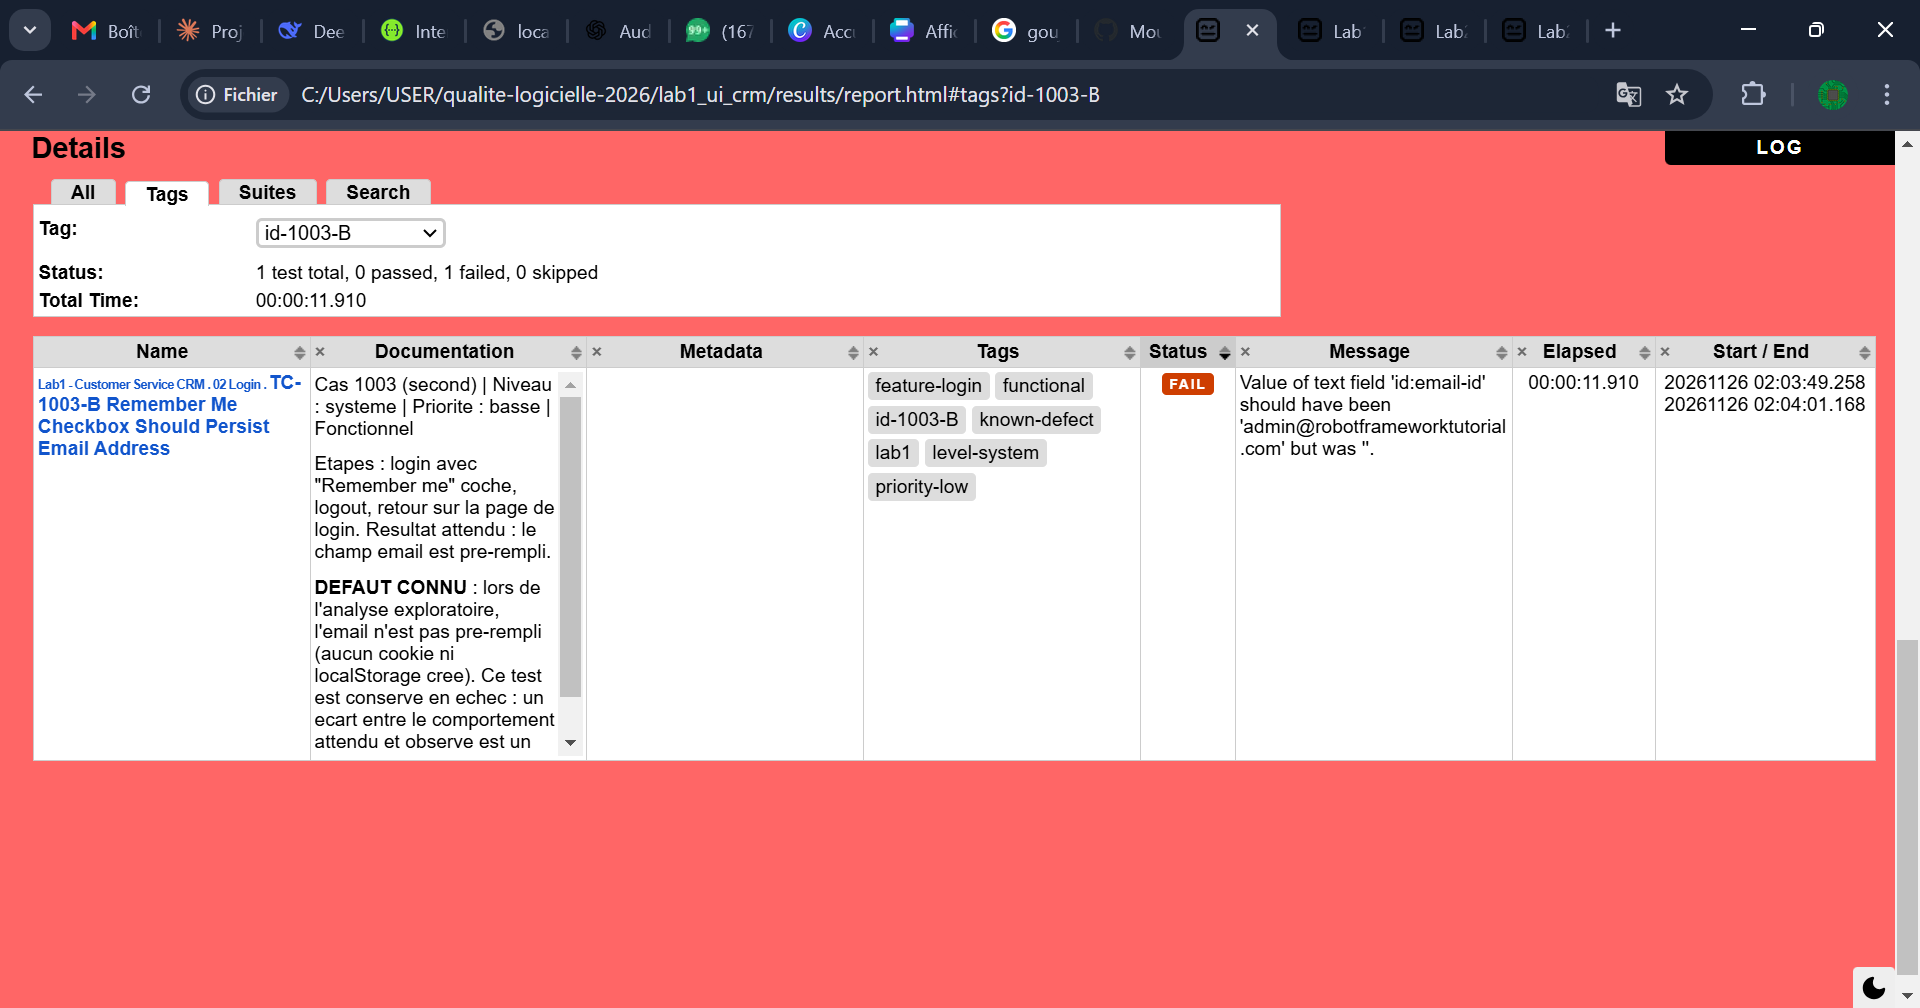 Boît
Proj
Dee
Inte
loca
Aud
99+
(167
Accu
Affic
gou
Mou
Lab
Lab
Lab
Fichier
C:/Users/USER/qualite-logicielle-2026/lab1_ui_crm/results/report.html#tags?id-1003-B
Details
LOG
All
Tags
Suites
Search
Tag:
id-1003-B
Status:
1 test total, 0 passed, 1 failed, 0 skipped
Total Time:
00:00:11.910
Name
× Documentation
× Metadata
× Tags
Status
× Message
× Elapsed
× Start / End
Lab1 - Customer Service CRM . 02 Login . TC-
1003-B Remember Me
Checkbox Should Persist
Email Address
Cas 1003 (second) | Niveau
: systeme | Priorite : basse |
Fonctionnel
Etapes : login avec
"Remember me" coche,
logout, retour sur la page de
login. Resultat attendu : le
champ email est pre-rempli.
DEFAUT CONNU : lors de
l'analyse exploratoire,
l'email n'est pas pre-rempli
(aucun cookie ni
localStorage cree). Ce test
est conserve en echec : un
ecart entre le comportement
attendu et observe est un
feature-login functional
id-1003-B known-defect
lab1 level-system
priority-low
FAIL
Value of text field 'id:email-id'
should have been
'admin@robotframeworktutorial
.com' but was ''.
00:00:11.910
20261126 02:03:49.258
20261126 02:04:01.168